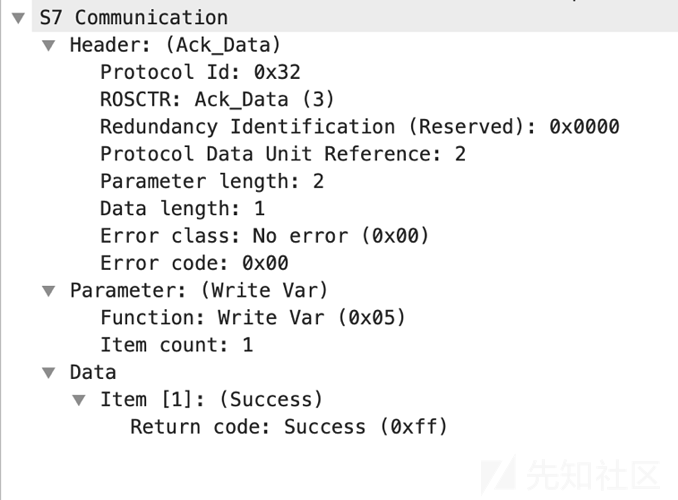 S7 Communication
Header: (Ack_Data)
Protocol Id: 0x32
ROSCTR: Ack_Data (3)
Redundancy Identification (Reserved): 0x0000
Protocol Data Unit Reference: 2
Parameter length: 2
Data length: 1
Error class: No error (0x00)
Error code: 0x00
Parameter: (Write Var)
Function: Write Var (0x05)
Item count: 1
Data
Item [1]: (Success)
Return code: Success (0xff)
先知社区